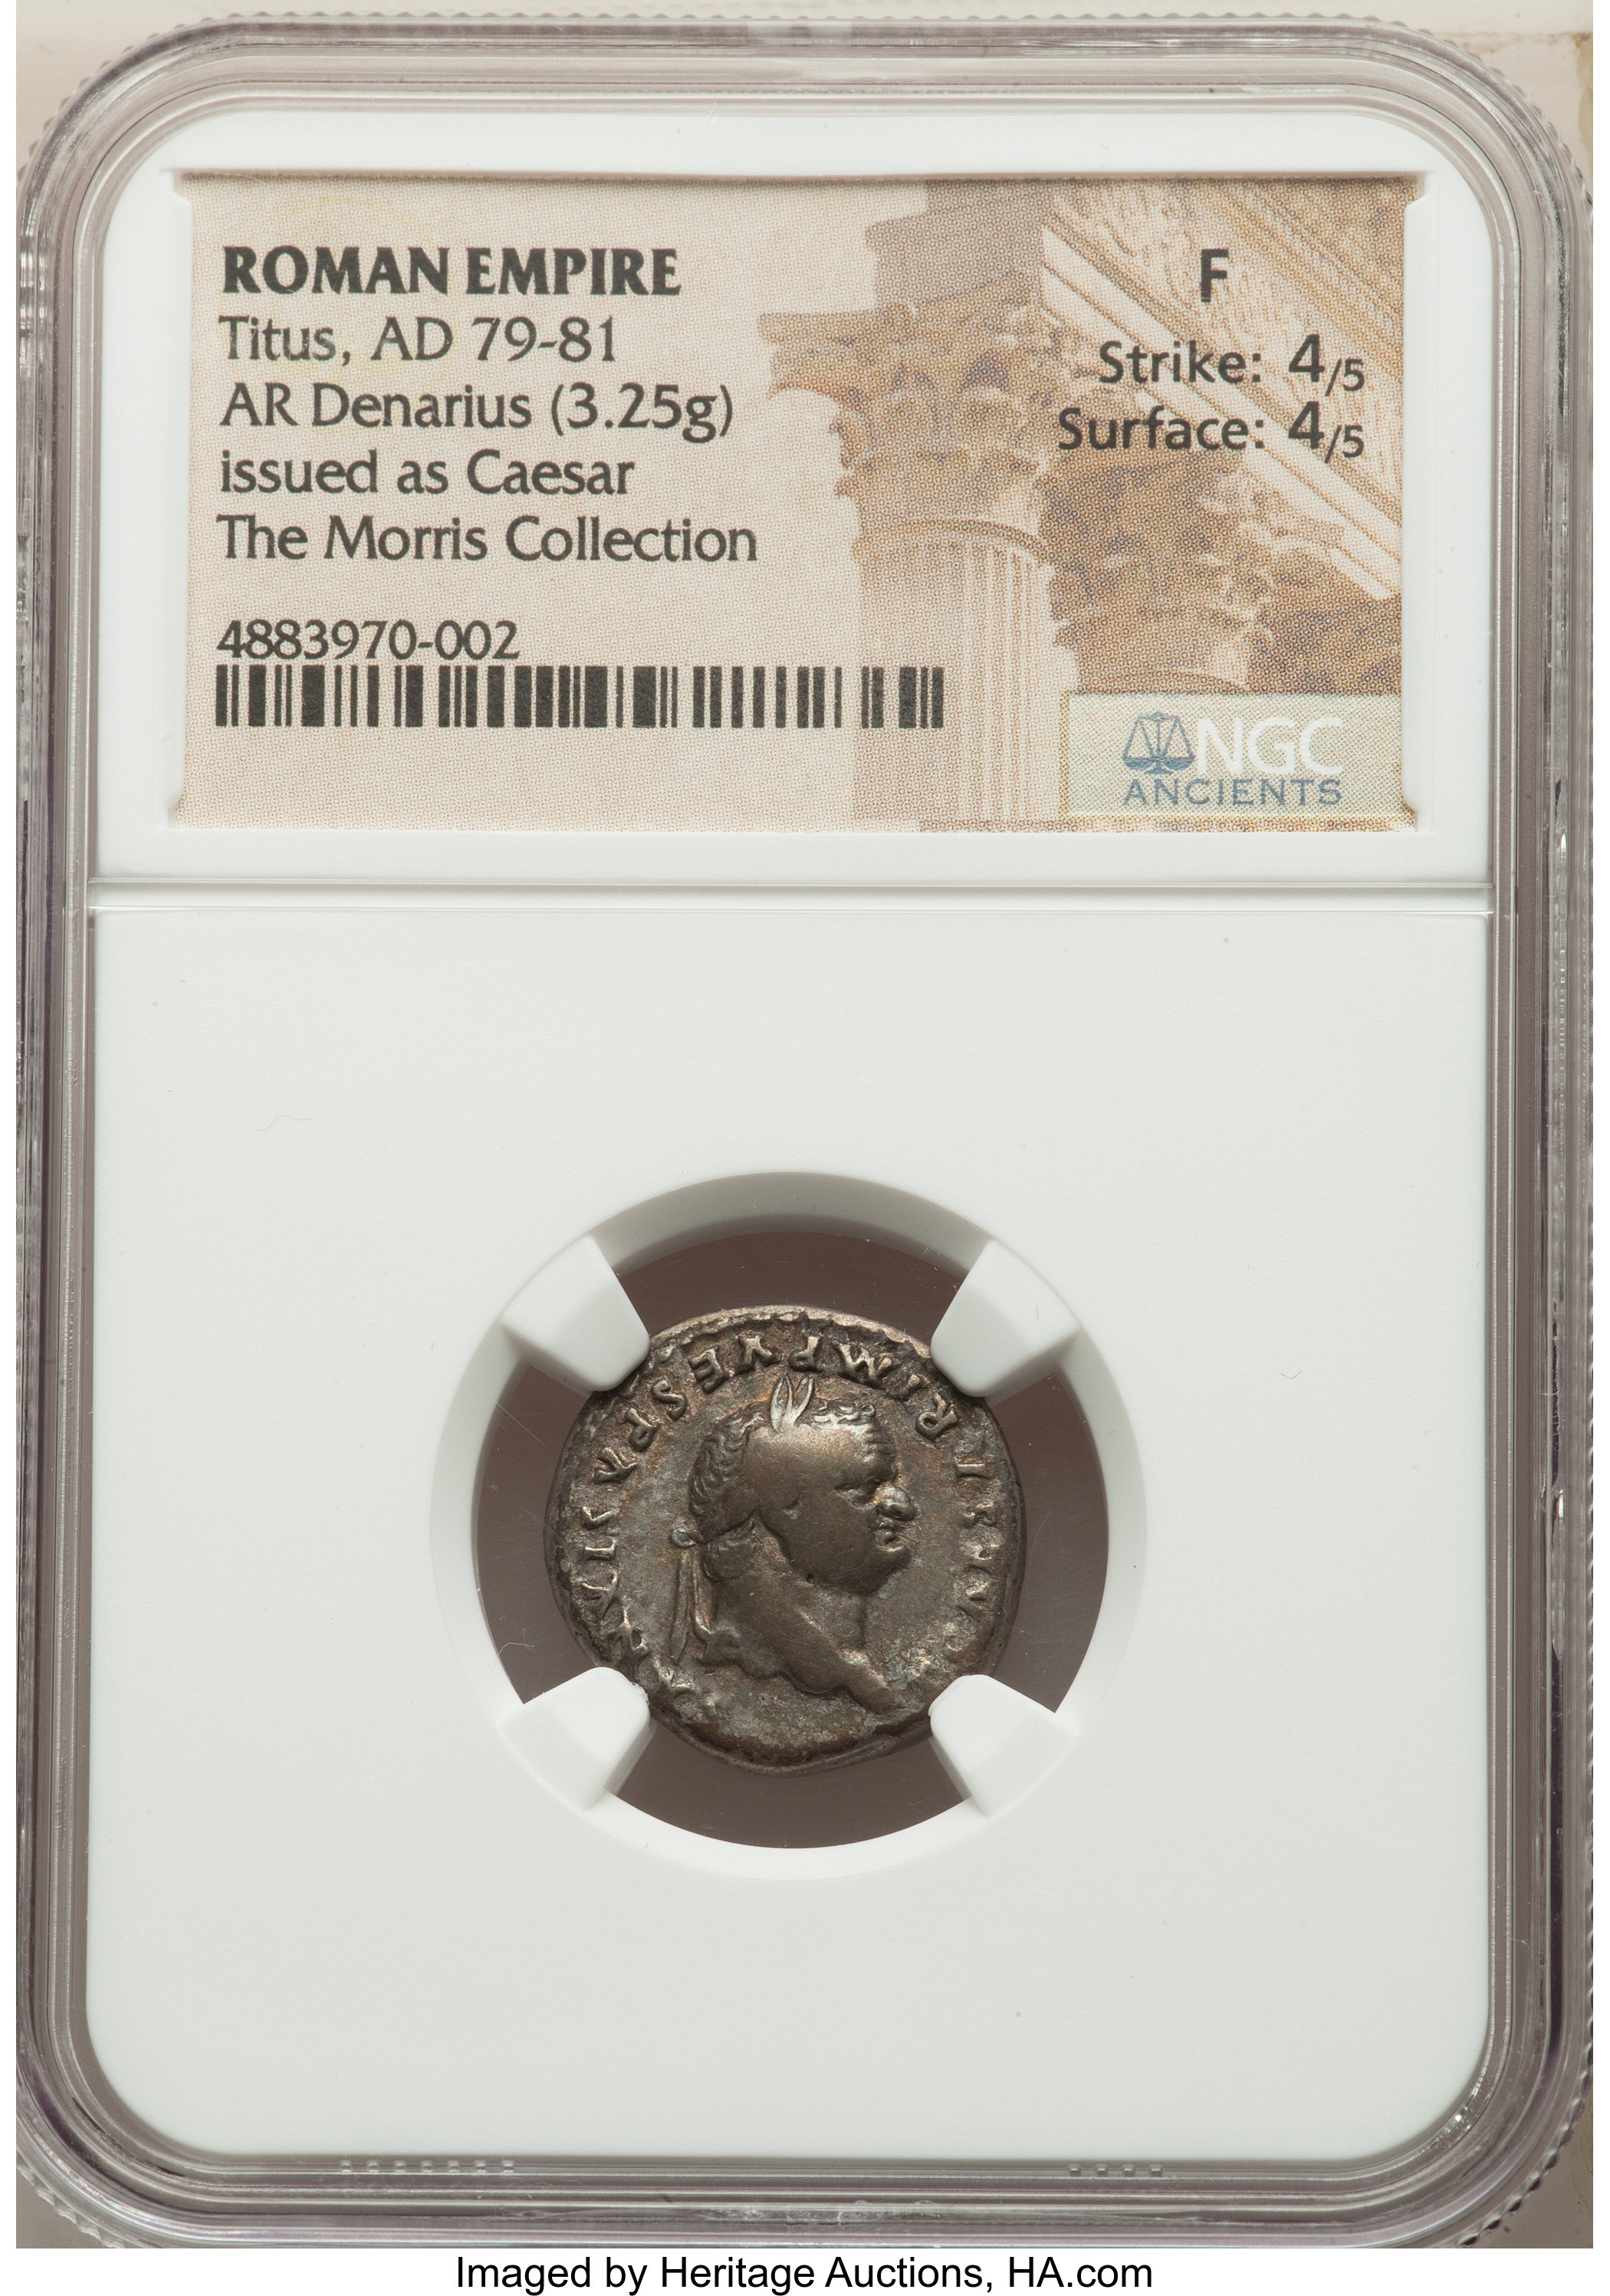 ROMAN EMPIRE
Titus, AD 79-81
AR Denarius (3.25g)
issued as Caesar
The Morris Collection
4883970-002
F
Strike: 4/5
Surface: 4/5
NGC
ANCIENTS
Imaged by Heritage Auctions, HA.com